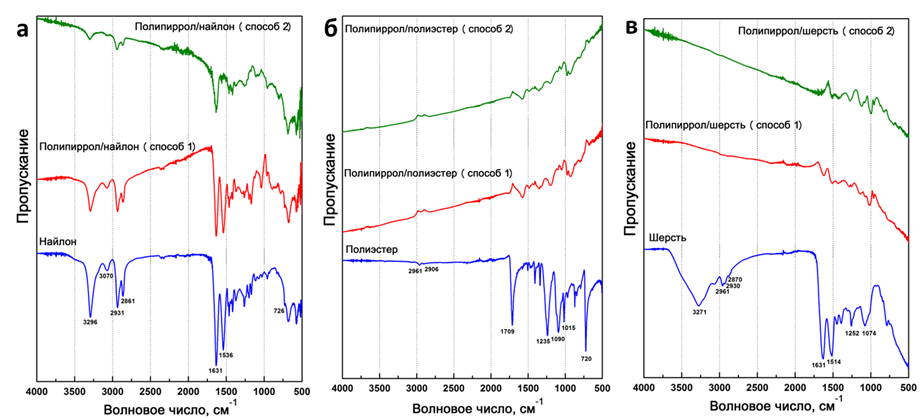 а
Полипиррол/найлон ( способ 2)
Полипиррол/найлон ( способ 1)
Найлон
3296
3070
2931
2861
1631
1536
726
Пропускание
4000 3500 3000 2500 2000 1500 1000 500
Волновое число, см-1
б
Полипиррол/полиэстер ( способ 2)
Полипиррол/полиэстер ( способ 1)
Полиэстер
2961
2906
1709
1235
1090
1015
720
Пропускание
4000 3500 3000 2500 2000 1500 1000 500
Волновое число, см-1
в
Полипиррол/шерсть ( способ 2)
Полипиррол/шерсть ( способ 1)
Шерсть
3271
2961
2930
2870
1631
1514
1252
1074
Пропускание
4000 3500 3000 2500 2000 1500 1000 500
Волновое число, см-1